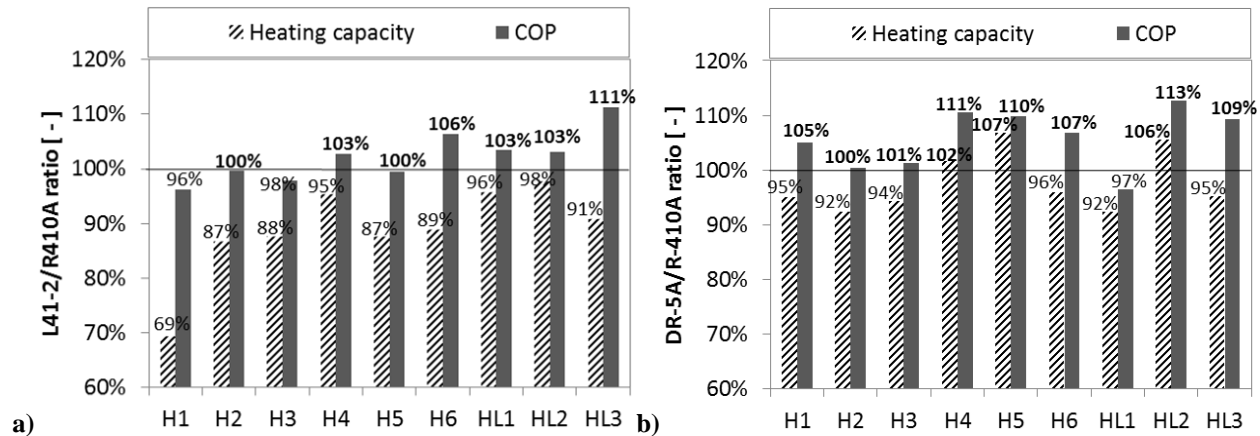 Heating capacity COP
120%
110%
100%
90%
80%
70%
60%
L41-2/R410A ratio [ - ]
69% 96% 87% 100% 88% 98% 95% 103% 87% 100% 89% 106% 96% 103% 98% 103% 91% 111%
H1 H2 H3 H4 H5 H6 HL1 HL2 HL3
a)
Heating capacity COP
120%
110%
100%
90%
80%
70%
60%
DR-5A/R-410A ratio [ - ]
95% 105% 92% 100% 94% 101% 102% 111% 107% 110% 96% 107% 92% 97% 106% 113% 95% 109%
H1 H2 H3 H4 H5 H6 HL1 HL2 HL3
b)